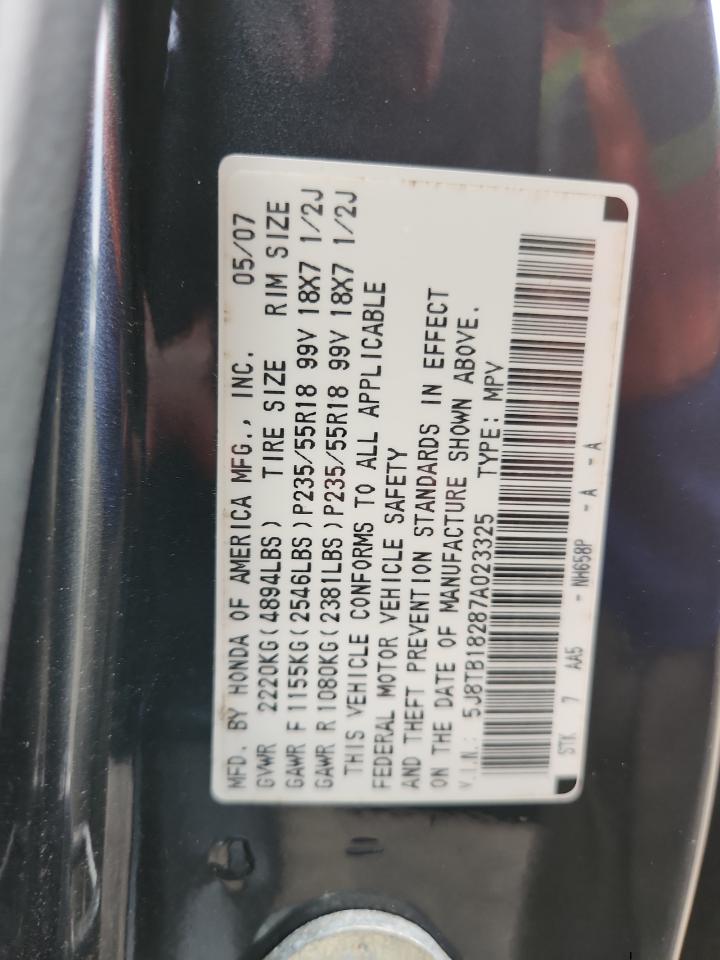 MFD. BY HONDA OF AMERICA MFG., INC. 05/07
GVWR 2220KG(4894LBS) TIRE SIZE RIM SIZE
GAWR F 1155KG(2546LBS)P235/55R18 99V 18X7 1/2J
GAWR R 1080KG(2381LBS)P235/55R18 99V 18X7 1/2J
THIS VEHICLE CONFORMS TO ALL APPLICABLE
FEDERAL MOTOR VEHICLE SAFETY
AND THEFT PREVENTION STANDARDS IN EFFECT
ON THE DATE OF MANUFACTURE SHOWN ABOVE.
V.I.N.: 5J8TB18287A023325 TYPE: MPV
STK 7 AA5 - NH658P - A - A